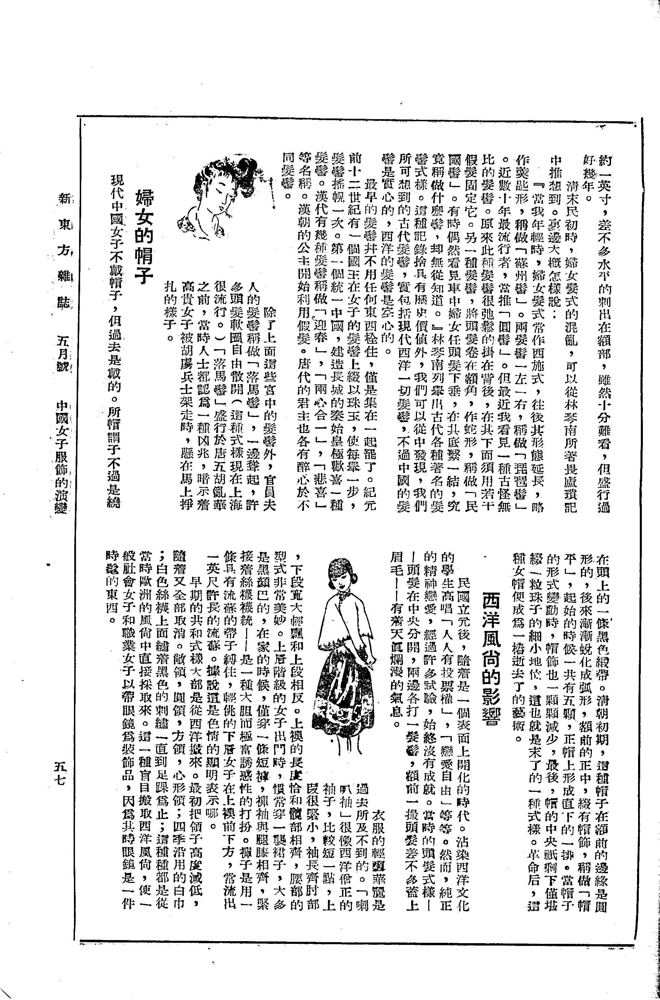 約一英寸，差不多水平的刺出在額部，雖然十分難看，但盛行過
好幾年。
清末民初時，婦女髮式的混亂，可以從林琴南所著畏廬瑣記
中推想到。裏邊大概怎樣說：
『當我年輕時，婦女髮式常作西施式，往後其形態延長，略
作羹匙形，稱做「蘇州髻」。兩髮髻一左一右，稱做「琵琶髻」
。近數十年最流行者，當推「圓髻」。但最近我看見一種古怪無
比的髮髻。原來此種髮髻很弛鬆的掛在背後，在其下面須用若干
假髮固定它。另一種髮髻，將頭髮卷在額角，作蛇形，稱做「民
國髻」。有時偶然看見車中婦女任頭髮下垂，在其底繫一結，究
竟稱做什麼髻，却無從知道。』林琴南列舉出古代各種著名的髮
髻式樣。這種記錄捨具有歷史價值外，我們可以從中發現，我們
所可想到的古代髮髻，實包括現代西洋一切髮髻，不過中國的髮
髻是實心的，西洋的髮髻是空心的。
最早的髮髻幷不用任何東西栓住，僅是集在一起罷了。紀元
前十二世紀有一個國王在女子的髮髻上綴以珠玉，使每舉一步，
髮髻搖幌一次。第一個統一中國，建造長城的秦始皇極歡喜一種
髮髻。漢代有幾種髮髻稱做「迎春」，「兩心合一」，「悲喜」
等名稱。漢朝的公主開始利用假髮。唐代的君主也各有醉心於不
同髮髻。
除了上面這些宮中的髮髻外，官員夫
人的髮髻稱做「落馬髻」，一邊聳起，許
多頭髮軟圈自由散開（這種式樣現在上海
很流行。）「落馬髻」盛行於唐五胡亂華
之前，當時人士都認爲一種凶兆，暗示着
高貴女子被胡虜兵士架走時，懸在馬上掙
扎的樣子。
婦女的帽子
現代中國女子不戴帽子，但過去是戴的。所帽謂子不過是繞
在頭上的一條黑色緞帶。清朝初期，這種帽子在額前的邊緣是圓
形的，後來漸漸蛻化成弧形，額前的正中，綴有帽飾，稱做「帽
平」，起始的時候一共有五顆，正帽上形成直下的一排。當帽子
的形式變動時，帽飾也一顆顆減少，最後，帽的中央祇剩下僅堪
綴一粒珠子的細小地位，這也就是末了的一種式樣。革命后，這
種女帽便成爲一樁逝去了的藝術。
西洋風尙的影響
民國立元後，隨着是一個表面上開化的時代。沾染西洋文化
的學生高唱「人人有投票權」，「戀愛自由」等等。然而，純正
的精神戀愛，經過許多試驗，始終沒有成就。當時的頭髮式樣—
—頭髮在中央分開，兩邊各打一髮髻，額前一撮頭髮差不多蓋上
眉毛——有着天眞爛漫的氣息。
衣服的輕飄華麗是
過去所及不到的。「喇
叭袖」很像西洋僧正的
袖子，比較短一點，上
段很緊小，袖長齊肘部
，下段寬大輕飄和上段相反。上襖的長度恰和髖部相齊，腰部的
型式非常美妙。上層階級的女子出門時，慣常穿一襲裙子，大多
是黑顏巴的，在家的時候，僅穿一條短褲，褲袖與腿膝相齊，緊
接着絲襪襪統——是一種大胆而極富誘惑性的打扮。褲子是用一
條具有流蘇的帶子縛住，輕佻的下層女子在上襖前下方，常流出
一英尺許長的流蘇。據說這是色情的顯明表示哪。
早期的共和式樣大部是從西洋搬來。最初把領子高度減低，
隨着又全部取消。敞領，圓領，方領，心形領；四季沿用的白巾
；白色絲襪上面繡着黑色的刺繡一直到足踝爲止；這種種都是從
當時歐洲的風尙中直接採取來。這一種盲目搬取西洋風尙，使一
般社會女子和職業女子以帶眼鏡爲裝飾品，因爲其時眼鏡是一件
時髦的東西。
新東方雜誌 五月號 中國女子服飾的演變 五七